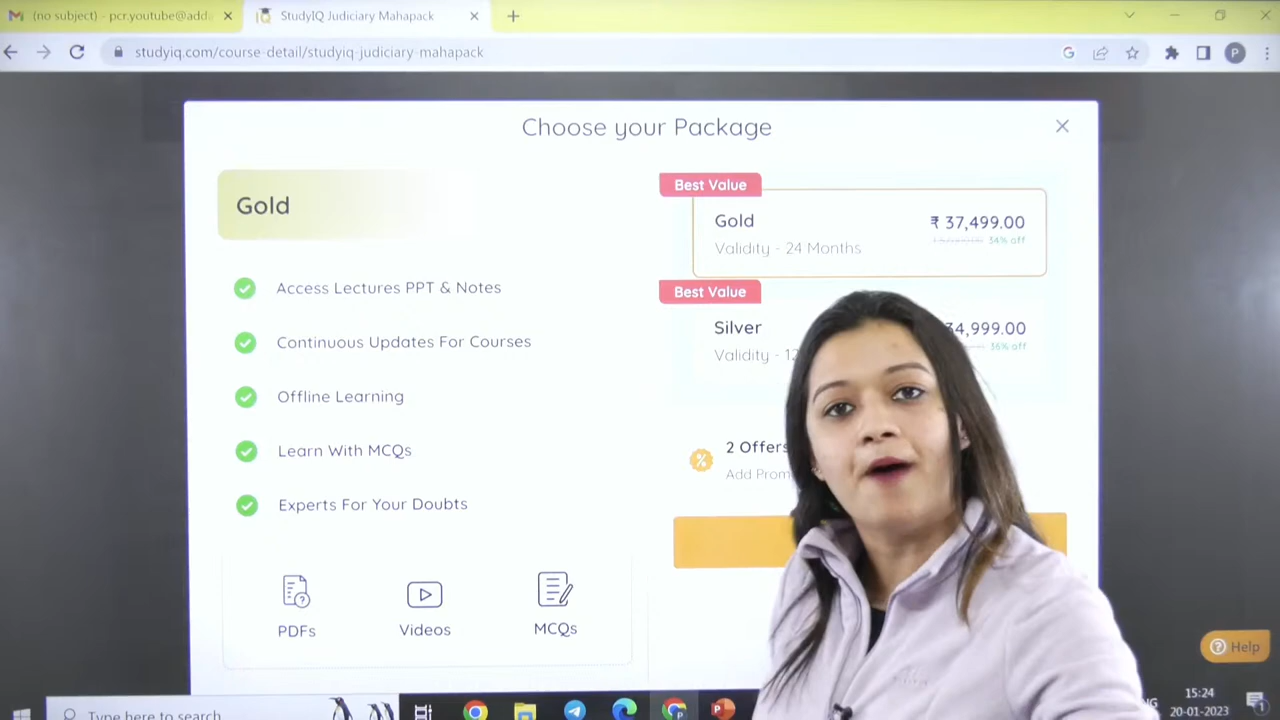 (no subject) - pcr.youtube@adda
StudyIQ Judiciary Mahapack
studyiq.com/course-detail/studyiq-judiciary-mahapack
G
P
Choose your Package
Gold
Access Lectures PPT & Notes
Continuous Updates For Courses
Offline Learning
Learn With MCQs
Experts For Your Doubts
PDFs
Videos
MCQs
Best Value
Gold
₹ 37,499.00
Validity - 24 Months
34% off
Best Value
Silver
34,999.00
Validity - 12
36% off
2 Offers
Add Prom
Help
Type here to search
NG
15:24
20-01-2023